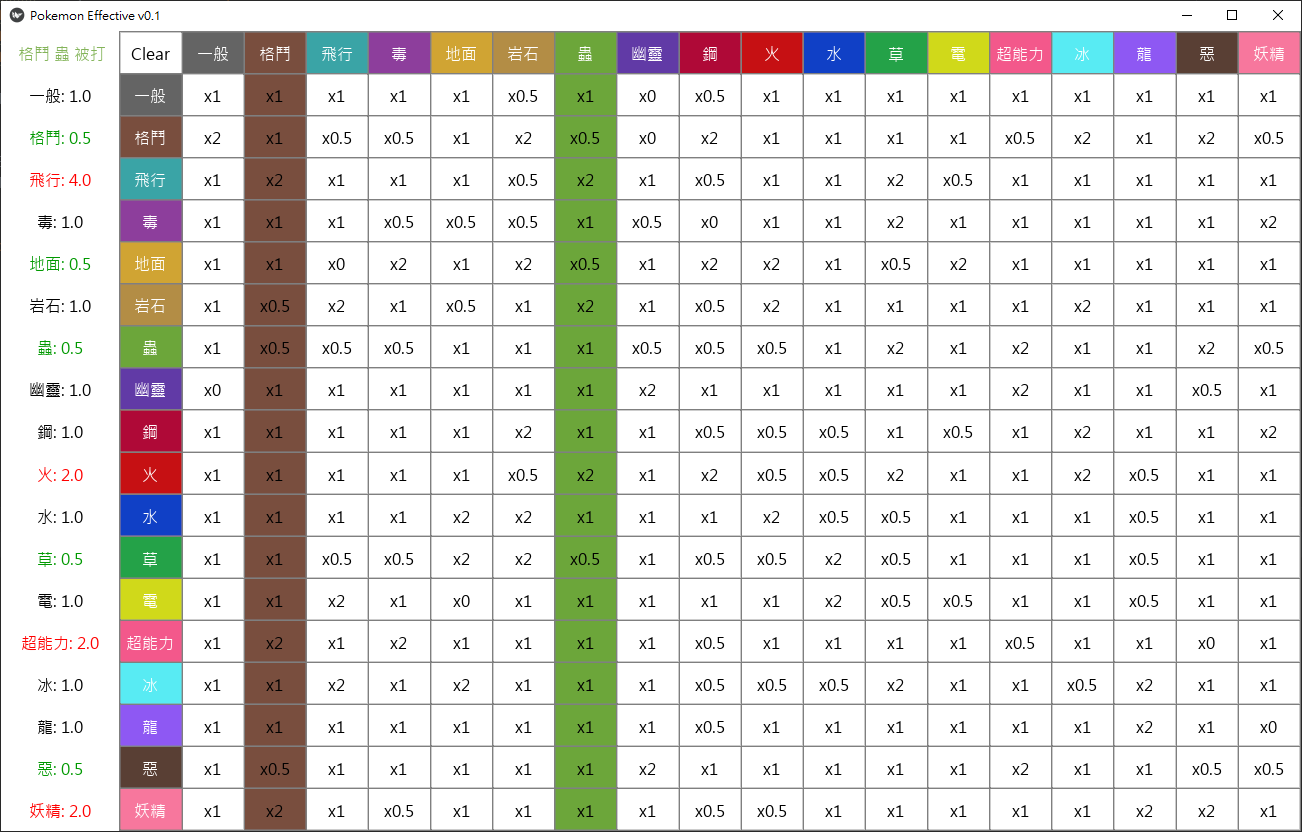 Pokemon Effective v0.1
格鬥 蟲 被打 Clear 一般 格鬥 飛行 毒 地面 岩石 蟲 幽靈 鋼 火 水 草 電 超能力 冰 龍 惡 妖精
一般: 1.0 一般 x1 x1 x1 x1 x1 x0.5 x1 x0 x0.5 x1 x1 x1 x1 x1 x1 x1 x1 x1
格鬥: 0.5 格鬥 x2 x1 x0.5 x0.5 x1 x2 x0.5 x0 x2 x1 x1 x1 x1 x0.5 x2 x1 x2 x0.5
飛行: 4.0 飛行 x1 x2 x1 x1 x1 x0.5 x2 x1 x0.5 x1 x1 x2 x0.5 x1 x1 x1 x1 x1
毒: 1.0 毒 x1 x1 x1 x0.5 x0.5 x0.5 x1 x0.5 x0 x1 x1 x2 x1 x1 x1 x1 x1 x2
地面: 0.5 地面 x1 x1 x0 x2 x1 x2 x0.5 x1 x2 x2 x1 x0.5 x2 x1 x1 x1 x1 x1
岩石: 1.0 岩石 x1 x0.5 x2 x1 x0.5 x1 x2 x1 x0.5 x2 x1 x1 x1 x1 x2 x1 x1 x1
蟲: 0.5 蟲 x1 x0.5 x0.5 x0.5 x1 x1 x1 x0.5 x0.5 x0.5 x1 x2 x1 x2 x1 x1 x2 x0.5
幽靈: 1.0 幽靈 x0 x1 x1 x1 x1 x1 x1 x2 x1 x1 x1 x1 x1 x2 x1 x1 x0.5 x1
鋼: 1.0 鋼 x1 x1 x1 x1 x1 x2 x1 x1 x0.5 x0.5 x0.5 x1 x0.5 x1 x2 x1 x1 x2
火: 2.0 火 x1 x1 x1 x1 x1 x0.5 x2 x1 x2 x0.5 x0.5 x2 x1 x1 x2 x0.5 x1 x1
水: 1.0 水 x1 x1 x1 x1 x2 x2 x1 x1 x1 x2 x0.5 x0.5 x1 x1 x1 x0.5 x1 x1
草: 0.5 草 x1 x1 x0.5 x0.5 x2 x2 x0.5 x1 x0.5 x0.5 x2 x0.5 x1 x1 x1 x0.5 x1 x1
電: 1.0 電 x1 x1 x2 x1 x0 x1 x1 x1 x1 x1 x2 x0.5 x0.5 x1 x1 x0.5 x1 x1
超能力: 2.0 超能力 x1 x2 x1 x2 x1 x1 x1 x1 x0.5 x1 x1 x1 x1 x0.5 x1 x1 x0 x1
冰: 1.0 冰 x1 x1 x2 x1 x2 x1 x1 x1 x0.5 x0.5 x0.5 x2 x1 x1 x0.5 x2 x1 x1
龍: 1.0 龍 x1 x1 x1 x1 x1 x1 x1 x1 x0.5 x1 x1 x1 x1 x1 x1 x2 x1 x0
惡: 0.5 惡 x1 x0.5 x1 x1 x1 x1 x1 x2 x1 x1 x1 x1 x1 x2 x1 x1 x0.5 x0.5
妖精: 2.0 妖精 x1 x2 x1 x0.5 x1 x1 x1 x1 x0.5 x0.5 x1 x1 x1 x1 x1 x2 x2 x1